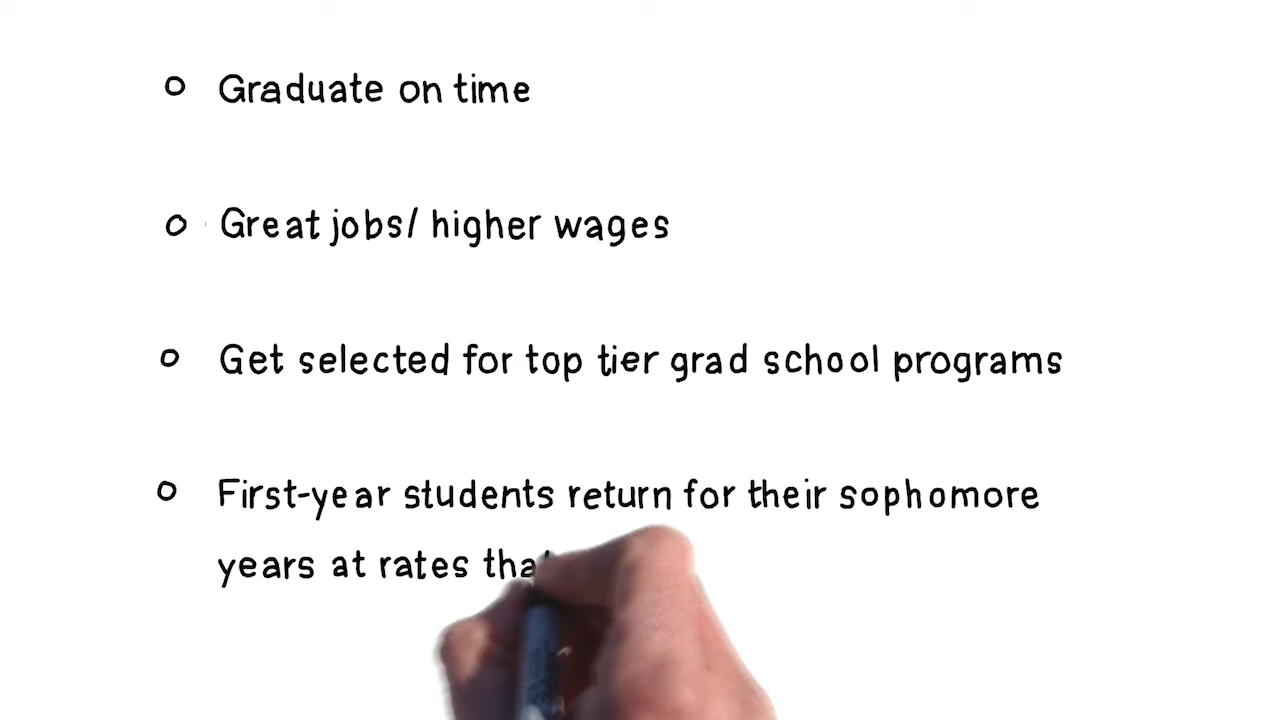 Graduate on time
Great jobs/ higher wages
Get selected for top tier grad school programs
First-year students return for their sophomore
years at rates that